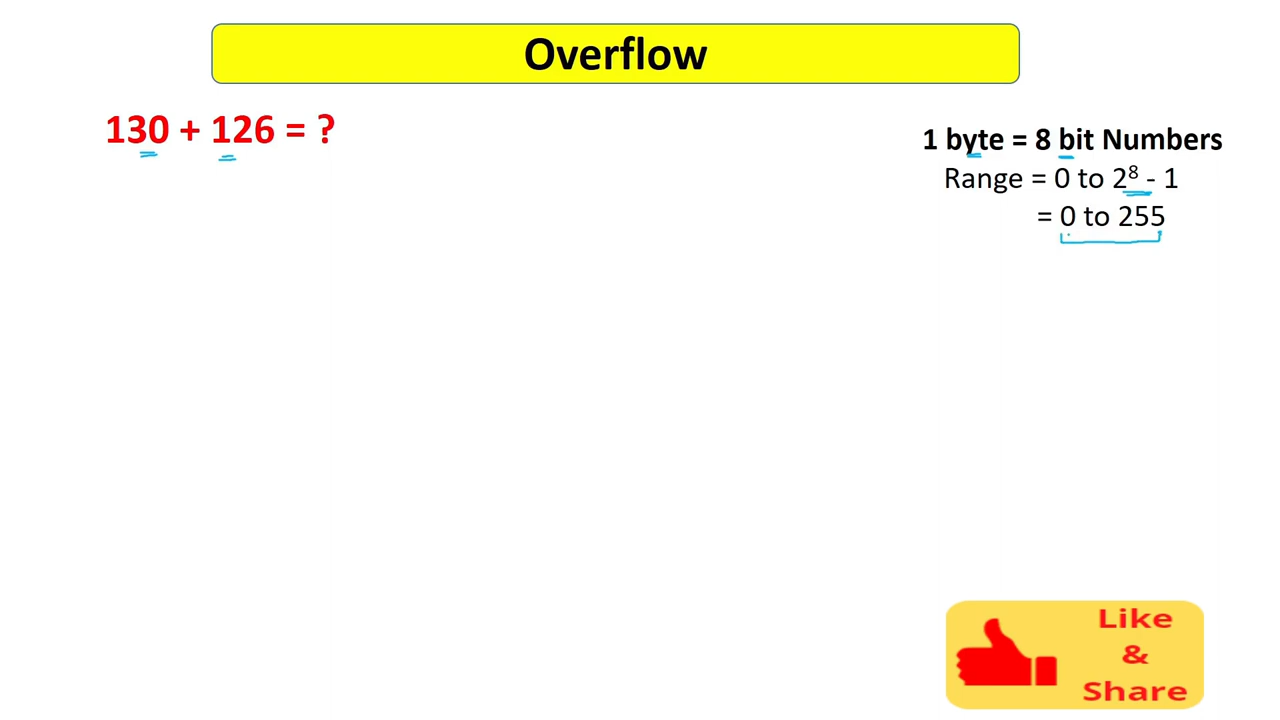 Overflow
130 + 126 = ?
1 byte = 8 bit Numbers
Range = 0 to 2⁸ - 1
= 0 to 255
Like
&
Share